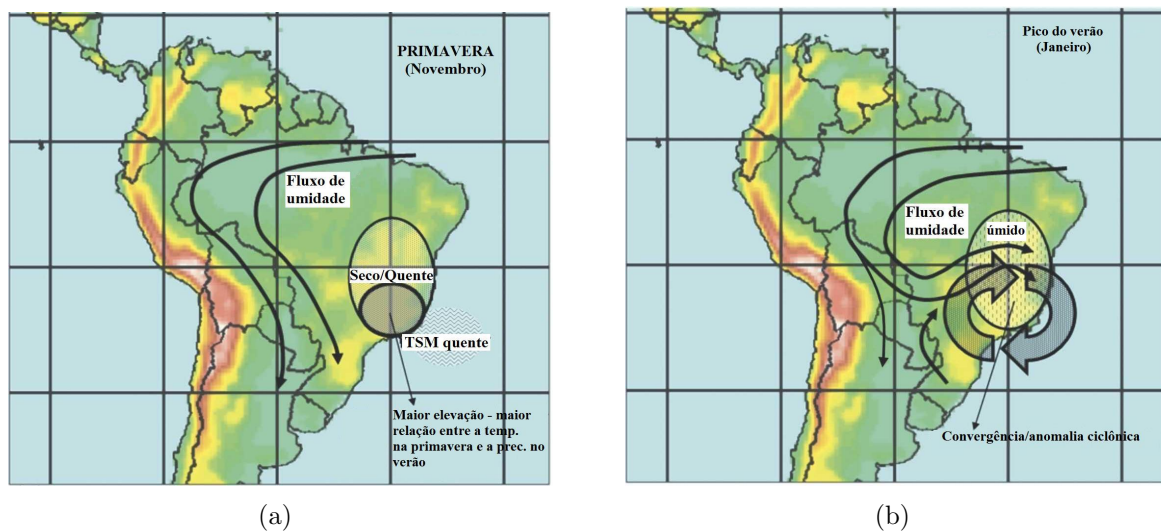 PRIMAVERA
(Novembro)
Fluxo de
umidade
Seco/Quente
TSM quente
Maior elevação - maior
relação entre a temp.
na primavera e a prec. no
verão
(a)
Pico do verão
(Janeiro)
Fluxo de
umidade
úmido
Convergência/anomalia ciclônica
(b)